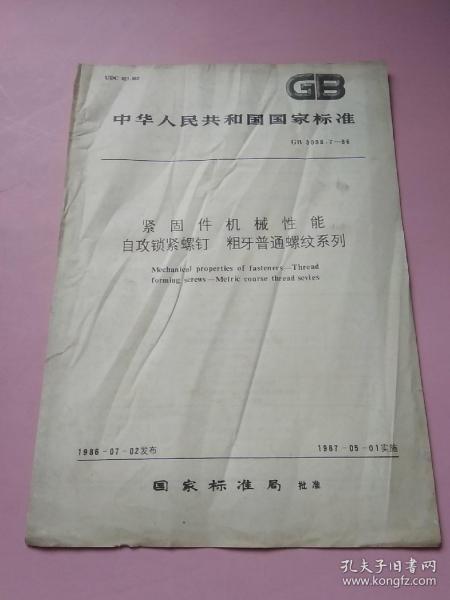 UDC 621.882
GB
中华人民共和国国家标准
GB 3098·7—86
紧固件机械性能
自攻锁紧螺钉 粗牙普通螺纹系列
Mechanical properties of fasteners—Thread
forming screws—Metric coarse thread series
1986-07-02发布
1987-05-01实施
国家标准局 批准
孔夫子旧书网
www.kongfz.com